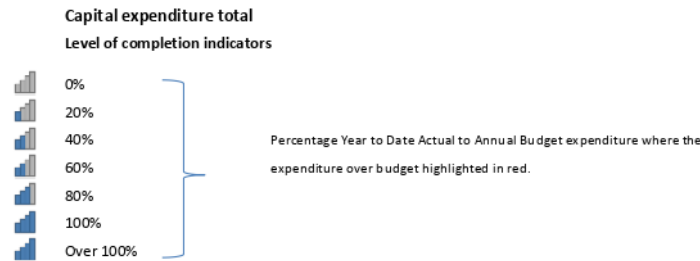 Capital expenditure total
Level of completion indicators
0%
20%
40%
60%
80%
100%
Over 100%
Percentage Year to Date Actual to Annual Budget expenditure where the
expenditure over budget highlighted in red.